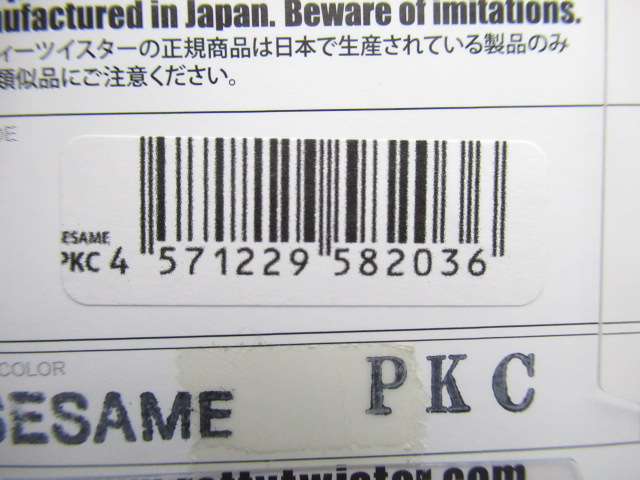 nufactured in Japan. Beware of imitations.
ィーツイスターの正規商品は日本で生産されている製品のみ
類似品にご注意ください。
DE
ESAME
PKC 4 571229 582036
COLOR
SESAME PKC